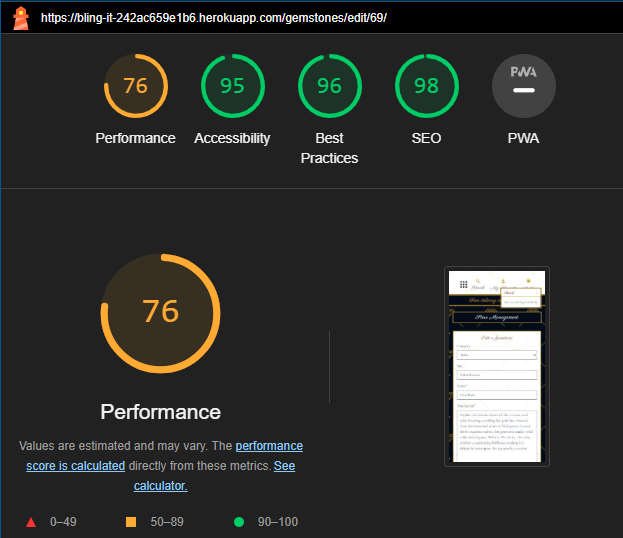 https://bling-it-242ac659e1b6.herokuapp.com/gemstones/edit/69/
76
95
96
98
PWA
Performance
Accessibility
Best
Practices
SEO
PWA
76
Performance
Values are estimated and may vary. The performance
score is calculated directly from these metrics. See
calculator.
0–49
50–89
90–100
Store Management